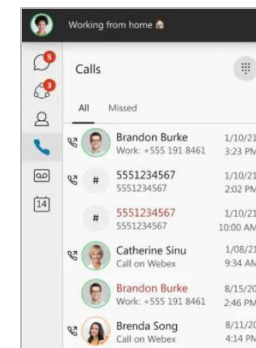 Working from home
5
Calls
3
All Missed
Brandon Burke 1/10/21
Work: +555 191 8461 3:23 PM
# 5551234567 1/10/21
5551234567 2:02 PM
14
# 5551234567 1/10/21
5551234567 10:00 AM
Catherine Sinu 1/08/21
Call on Webex 9:34 AM
Brandon Burke 8/15/20
Work: +555 191 8461 2:46 PM
Brenda Song 8/11/20
Call on Webex 4:14 PM